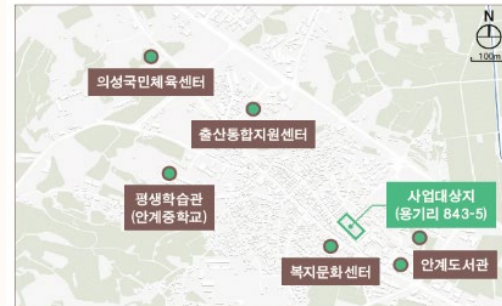 N
100m
의성국민체육센터
출산통합지원센터
평생학습관
(안계중학교)
사업대상지
(용기리 843-5)
복지문화센터
안계도서관